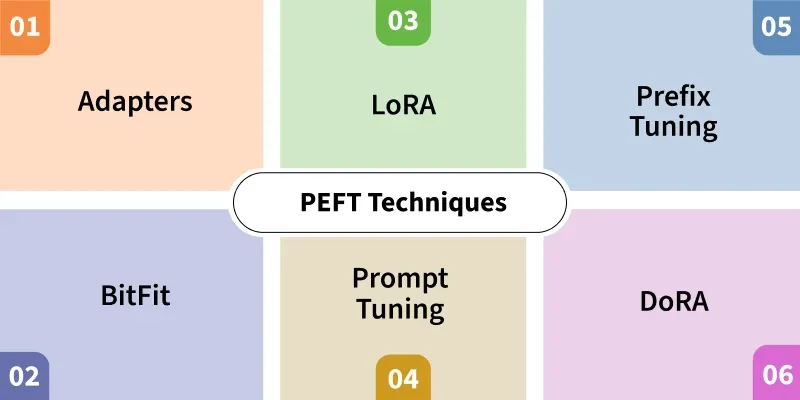 01
Adapters
03
LoRA
05
Prefix
Tuning
PEFT Techniques
BitFit
02
Prompt
Tuning
04
DoRA
06